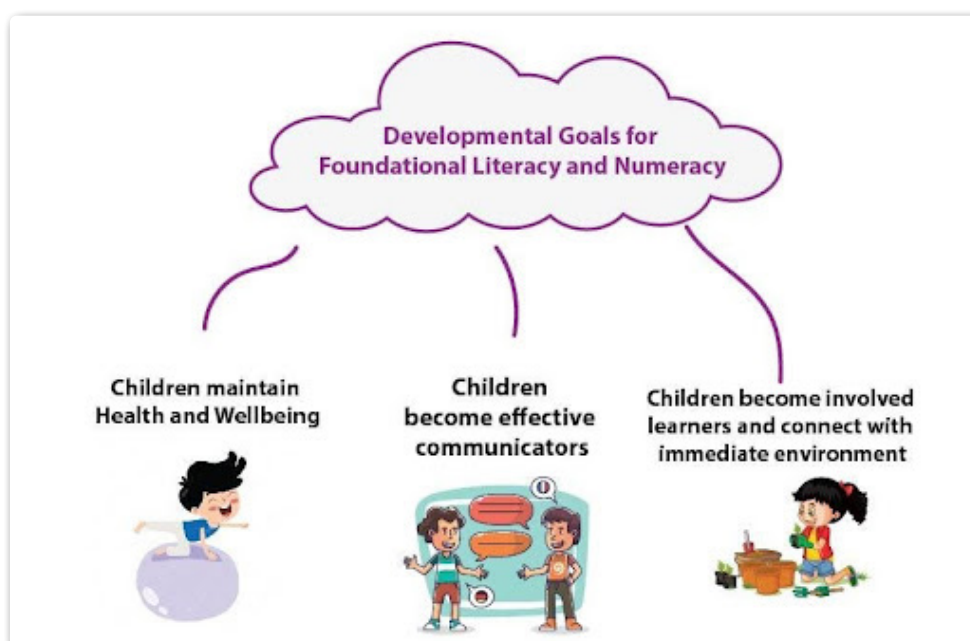 Developmental Goals for
Foundational Literacy and Numeracy
Children maintain
Health and Wellbeing
Children
become effective
communicators
Children become involved
learners and connect with
immediate environment